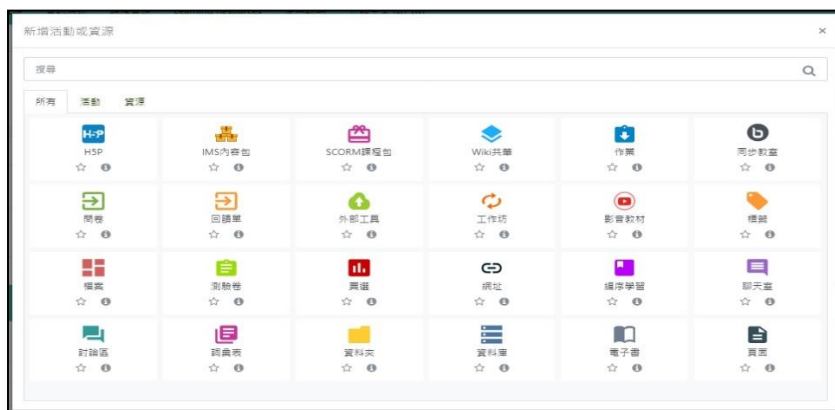 新增活動或資源
搜尋
所有 活動 資源
H5P IMS內容包 SCORM課程包 Wiki共筆 作業 同步教室
問卷 回饋單 外部工具 工作坊 影音教材 標籤
檔案 測驗卷 票選 網址 編序學習 聊天室
討論區 詞彙表 資料夾 資料庫 電子書 頁面